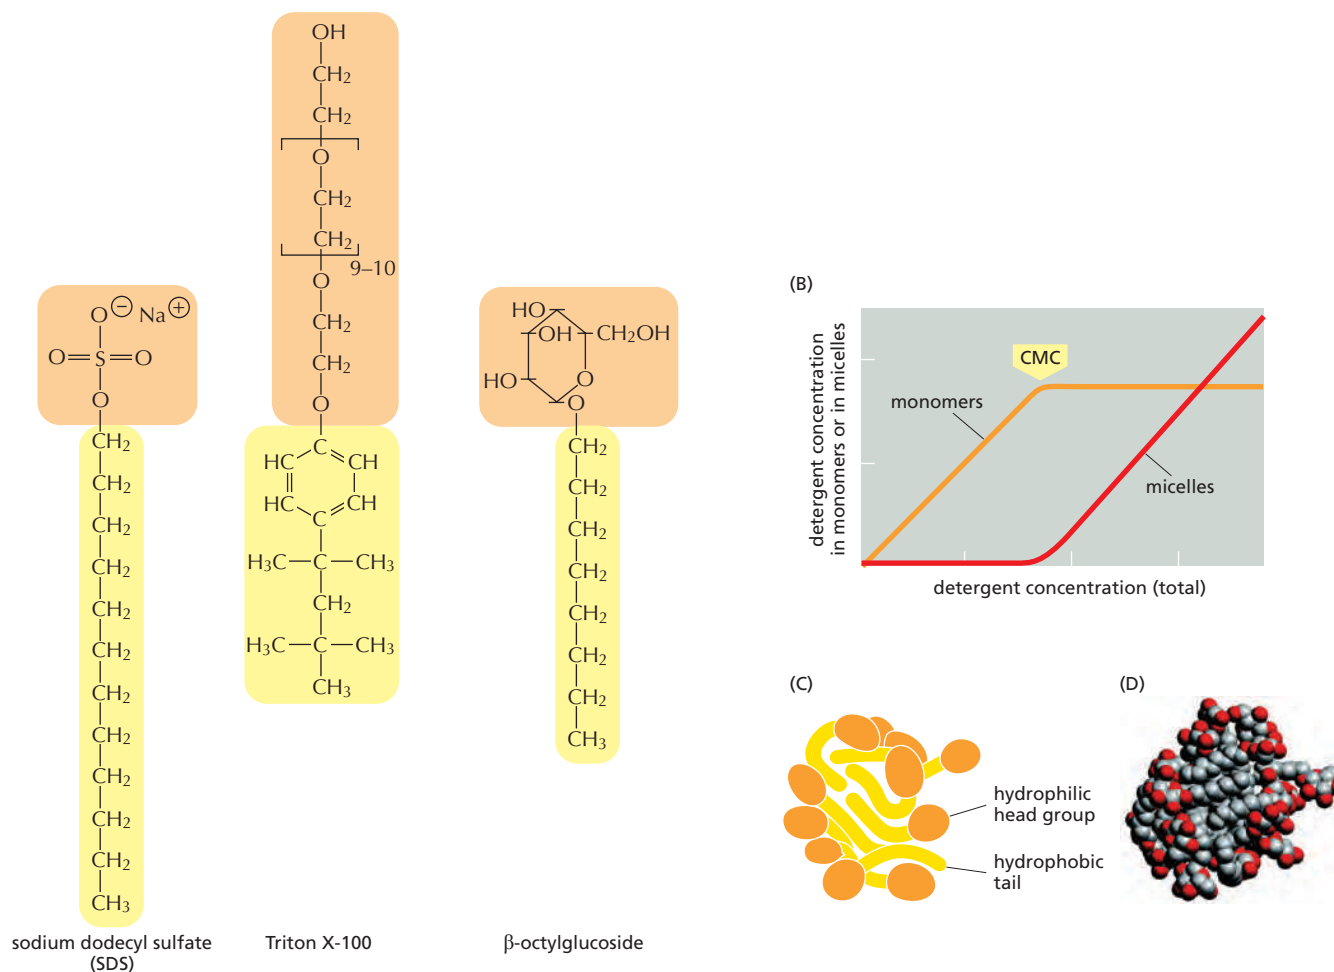 OH
CH2
CH2
O
CH2
CH2
9–10
O
CH2
CH2
O
C
HC CH
HC CH
C
H3C C CH3
CH2
H3C C CH3
CH3
Triton X-100
O⊖ Na⊕
O=S=O
O
CH2
CH2
CH2
CH2
CH2
CH2
CH2
CH2
CH2
CH2
CH2
CH3
sodium dodecyl sulfate
(SDS)
HO
OH CH2OH
HO O
O
CH2
CH2
CH2
CH2
CH2
CH2
CH2
CH3
β-octylglucoside
(B)
detergent concentration
in monomers or in micelles
CMC
monomers
micelles
detergent concentration (total)
(C)
hydrophilic
head group
hydrophobic
tail
(D)